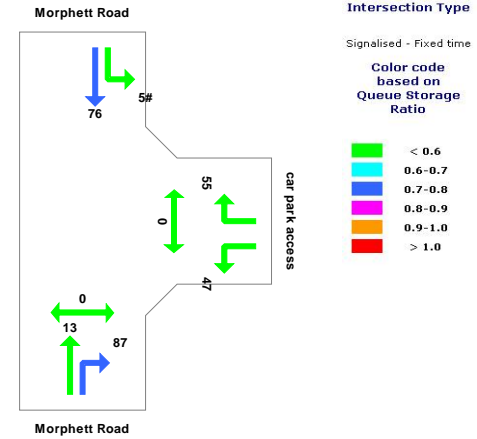 Morphett Road
Intersection Type
Signalised - Fixed time
Color code
based on
Queue Storage
Ratio
< 0.6
0.6-0.7
0.7-0.8
0.8-0.9
0.9-1.0
> 1.0
5#
76
55
0
car park access
47
0
13
87
Morphett Road